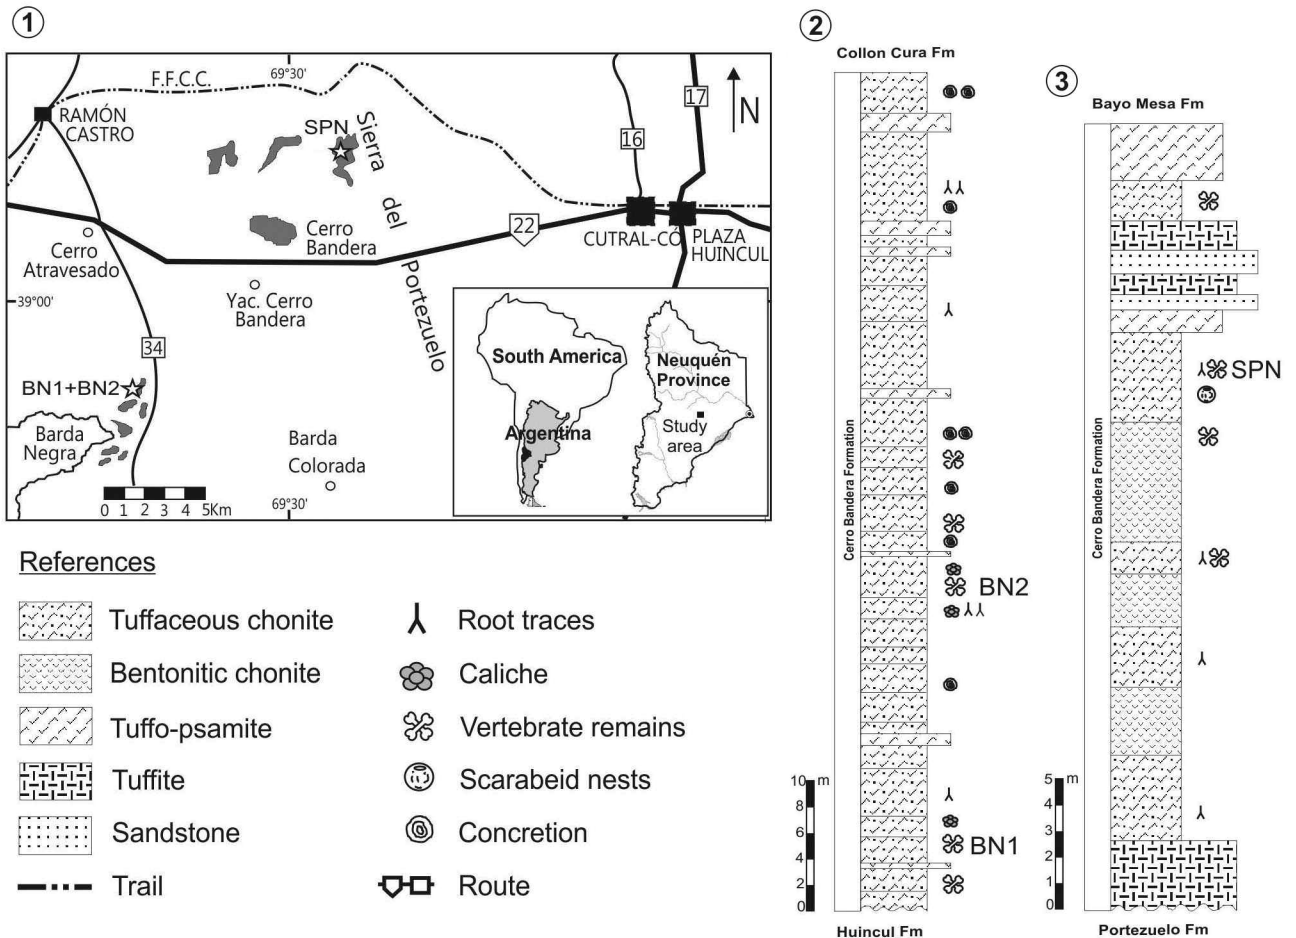 1
F.F.C.C.
69°30'
RAMÓN
CASTRO
SPN
Sierra
del
Portezuelo
17
N
16
Cerro
Bandera
22
CUTRAL-CÓ
PLAZA
HUINCUL
Cerro
Atravesado
39°00'
Yac. Cerro
Bandera
34
BN1+BN2
Barda
Negra
Barda
Colorada
0 1 2 3 4 5Km
69°30'
South America
Argentina
Neuquén
Province
Study
area
References
Tuffaceous chonite
Bentonitic chonite
Tuffo-psamite
Tuffite
Sandstone
Trail
Root traces
Caliche
Vertebrate remains
Scarabeid nests
Concretion
Route
2
Collon Cura Fm
Cerro Bandera Formation
BN2
BN1
10 m
8
6
4
2
0
Huincul Fm
3
Bayo Mesa Fm
Cerro Bandera Formation
SPN
5 m
4
3
2
1
0
Portezuelo Fm